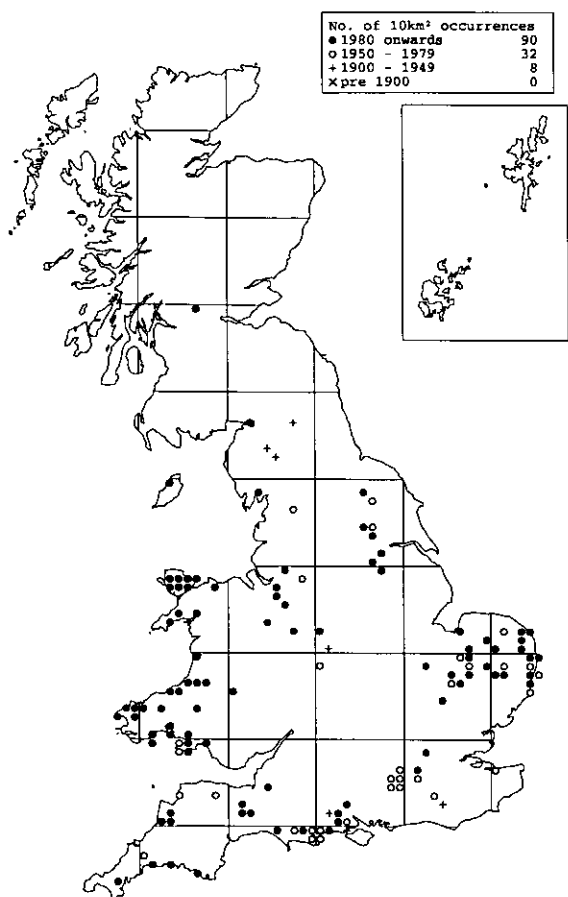 No. of 10km² occurrences
● 1980 onwards 90
○ 1950 - 1979 32
+ 1900 - 1949 8
× pre 1900 0